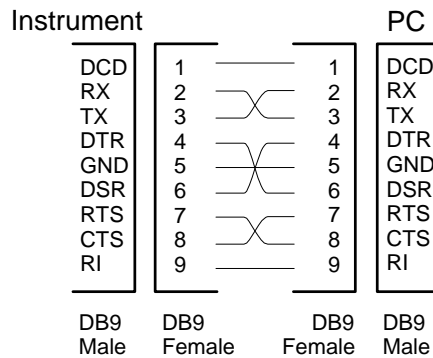 Instrument PC
DCD 1 1 DCD
RX 2 2 RX
TX 3 3 TX
DTR 4 4 DTR
GND 5 5 GND
DSR 6 6 DSR
RTS 7 7 RTS
CTS 8 8 CTS
RI 9 9 RI
DB9 DB9 DB9 DB9
Male Female Female Male